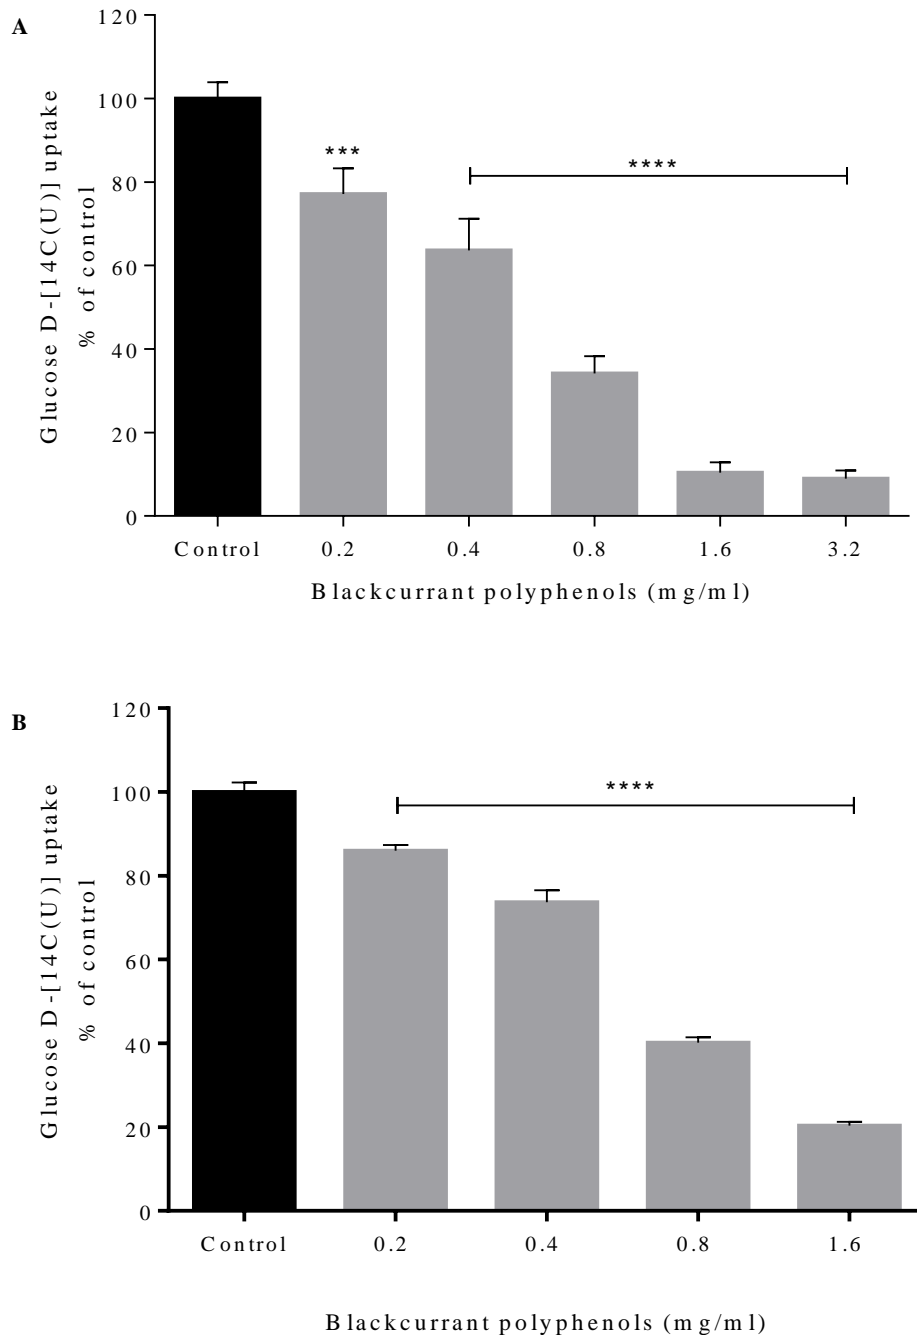 A
120
100
80
60
40
20
0
Glucose D-[14C(U)] uptake
% of control
***
****
Control 0.2 0.4 0.8 1.6 3.2
Blackcurrant polyphenols (mg/ml)
B
120
100
80
60
40
20
0
Glucose D-[14C(U)] uptake
% of control
****
Control 0.2 0.4 0.8 1.6
Blackcurrant polyphenols (mg/ml)